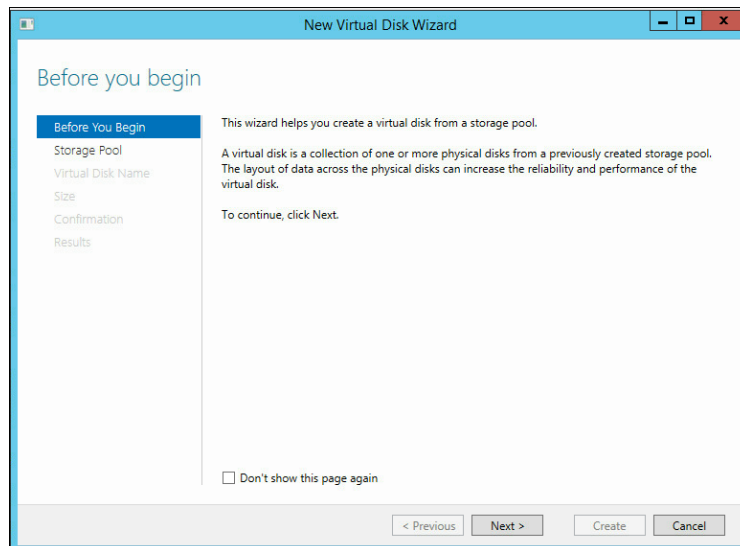 New Virtual Disk Wizard
Before you begin
Before You Begin
Storage Pool
Virtual Disk Name
Size
Confirmation
Results
This wizard helps you create a virtual disk from a storage pool.
A virtual disk is a collection of one or more physical disks from a previously created storage pool.
The layout of data across the physical disks can increase the reliability and performance of the
virtual disk.
To continue, click Next.
Don't show this page again
< Previous
Next >
Create
Cancel